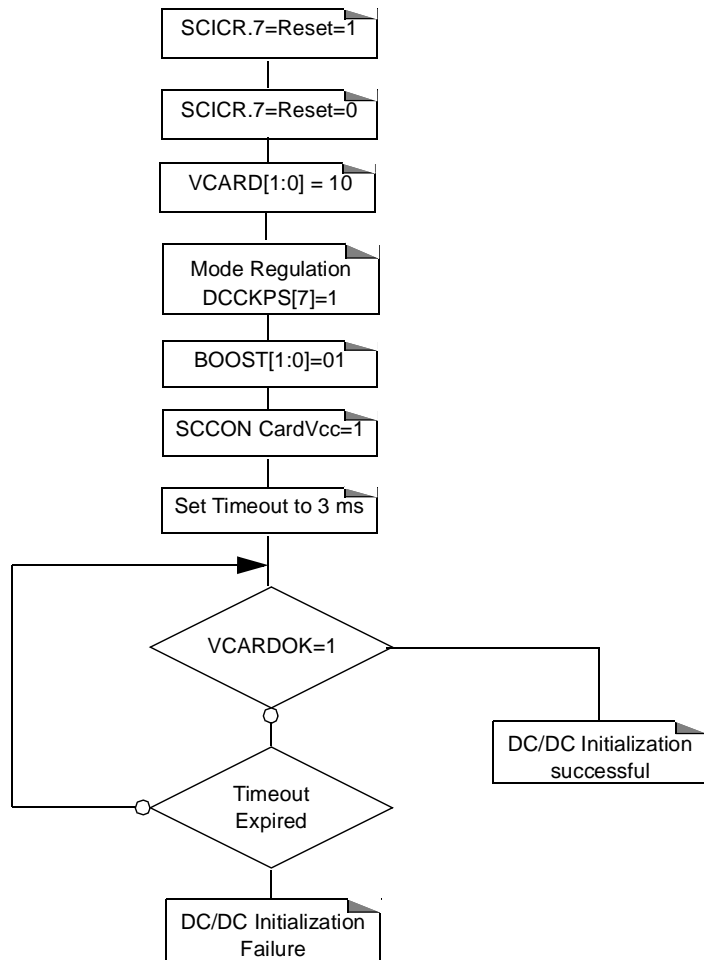 SCICR.7=Reset=1
SCICR.7=Reset=0
VCARD[1:0] = 10
Mode Regulation
DCCKPS[7]=1
BOOST[1:0]=01
SCCON CardVcc=1
Set Timeout to 3 ms
VCARDOK=1
DC/DC Initialization
successful
Timeout
Expired
DC/DC Initialization
Failure